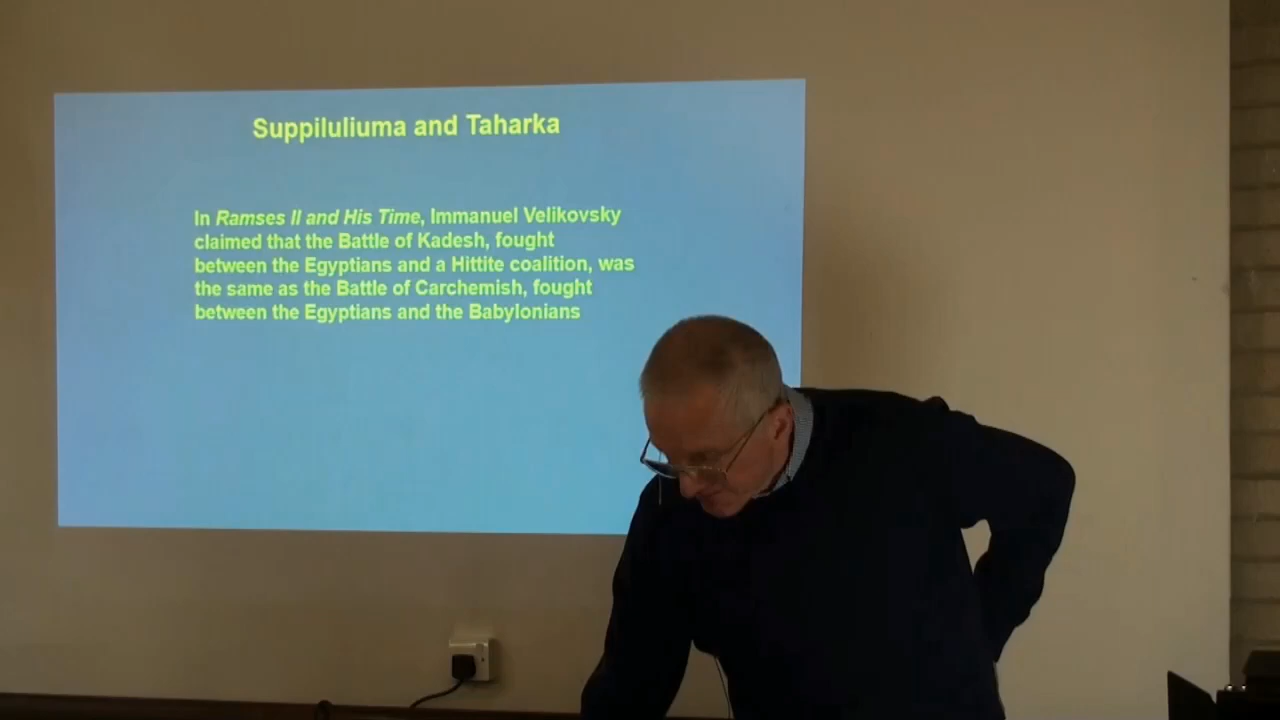 Suppiluliuma and Taharka
In Ramses II and His Time, Immanuel Velikovsky
claimed that the Battle of Kadesh, fought
between the Egyptians and a Hittite coalition, was
the same as the Battle of Carchemish, fought
between the Egyptians and the Babylonians